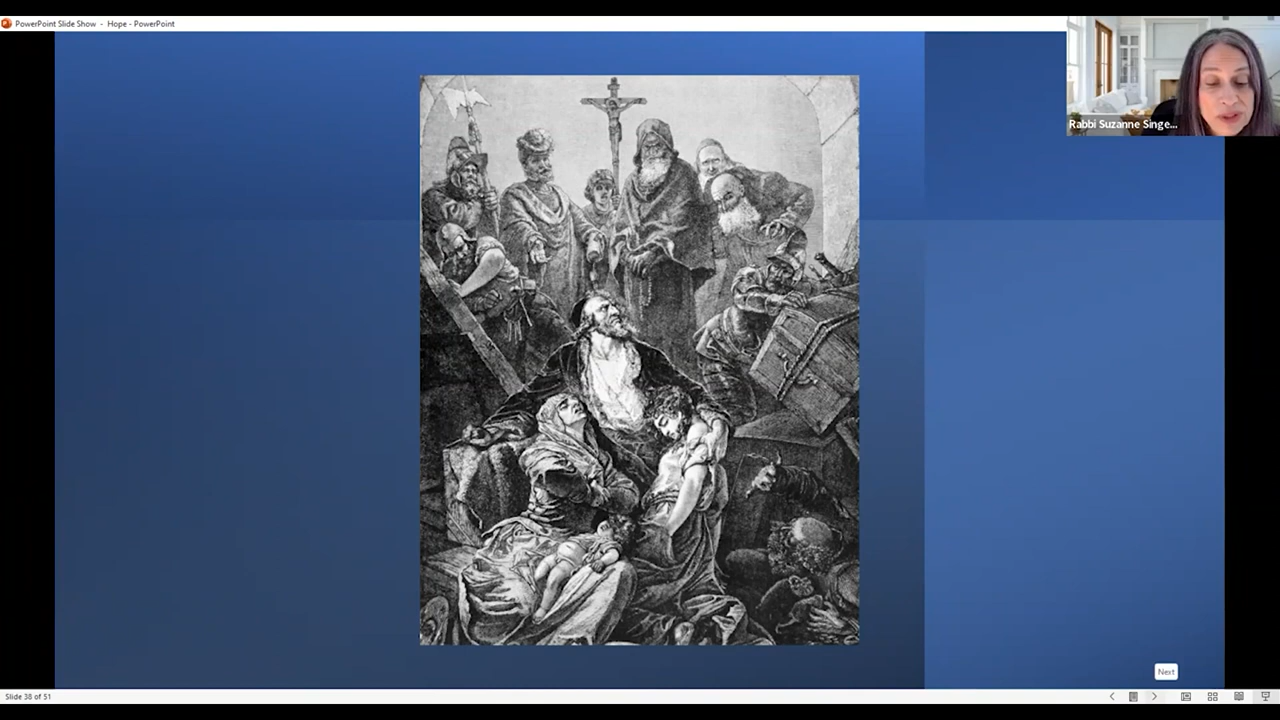 PowerPoint Slide Show - Hope - PowerPoint
Rabbi Suzanne Singe...
Next
Slide 38 of 51